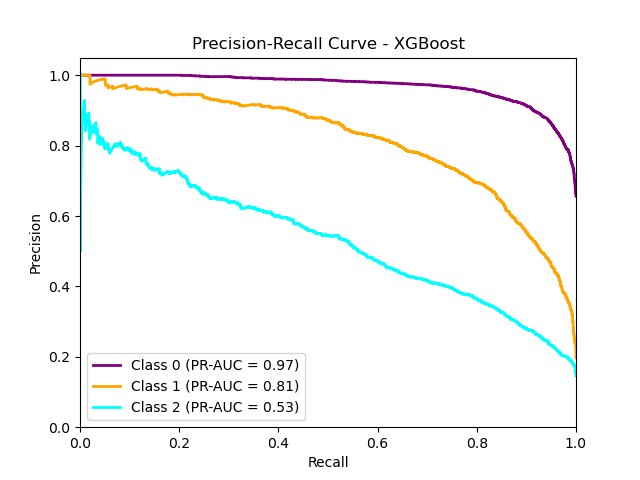 Precision-Recall Curve - XGBoost
1.0
0.8
0.6
0.4
0.2
0.0
Precision
Class 0 (PR-AUC = 0.97)
Class 1 (PR-AUC = 0.81)
Class 2 (PR-AUC = 0.53)
0.0 0.2 0.4 0.6 0.8 1.0
Recall